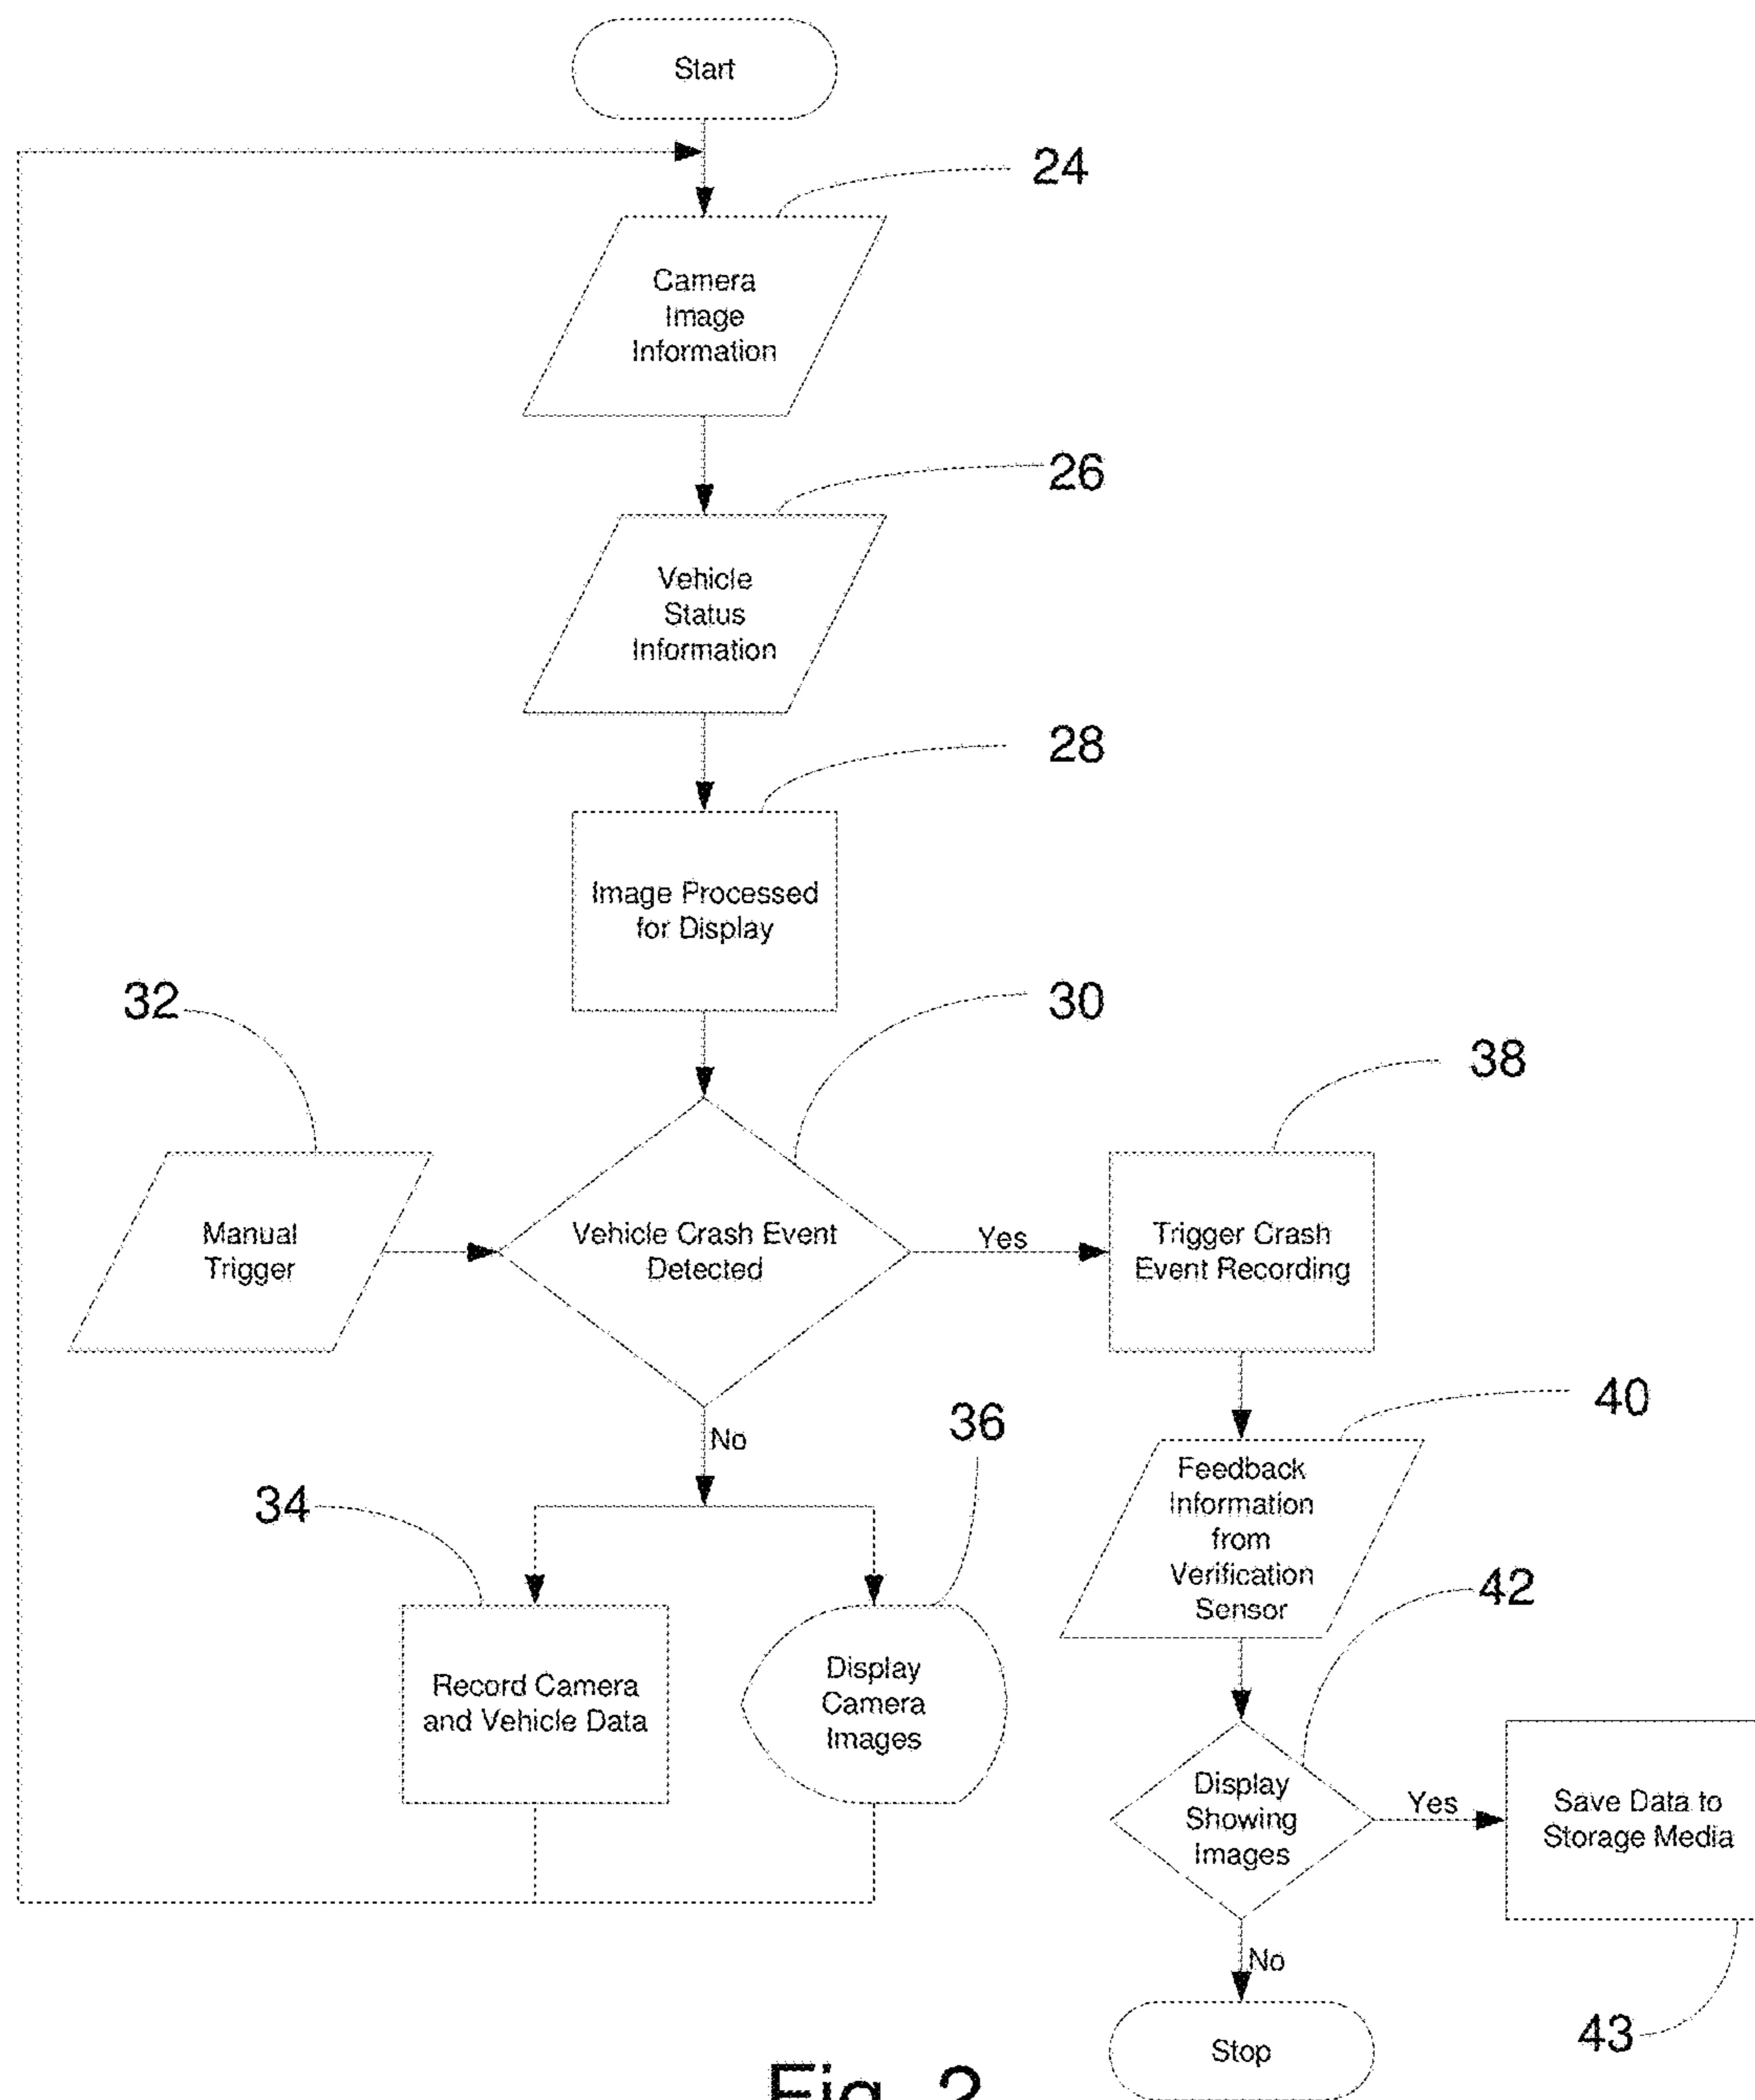 Start
24
Camera
Image
Information
26
Vehicle
Status
Information
28
Image Processed
for Display
32
30
38
Manual
Trigger
Vehicle Crash Event
Detected
Yes
Trigger Crash
Event Recording
No
36
40
34
Feedback
Information
from
Verification
Sensor
42
Record Camera
and Vehicle Data
Display
Camera
Images
Display
Showing
Images
Yes
Save Data to
Storage Media
No
43
Stop
Fig. 2